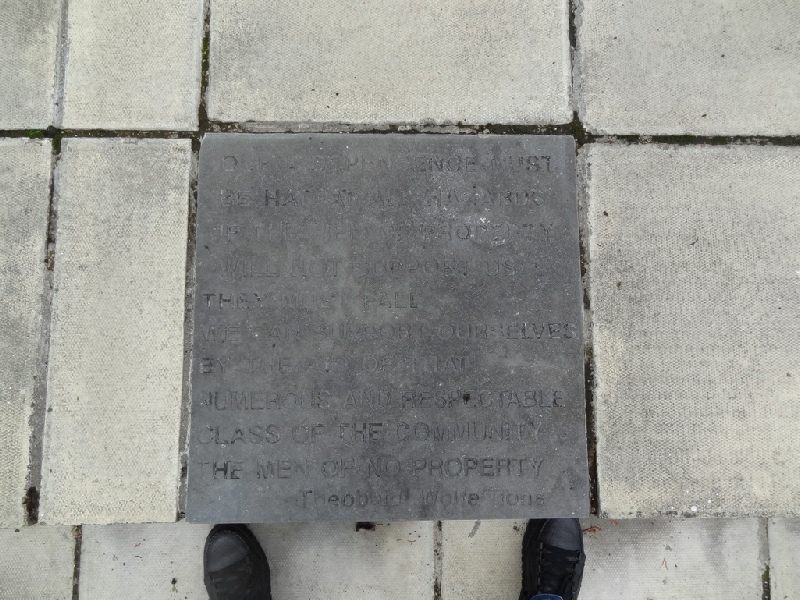 OUR INDEPENDENCE MUST
BE HAD AT ALL HAZARDS
IF THE MEN OF PROPERTY
WILL NOT SUPPORT US
THEY MUST FALL
WE CAN SUPPORT OURSELVES
BY THE AID OF THAT
NUMEROUS AND RESPECTABLE
CLASS OF THE COMMUNITY
THE MEN OF NO PROPERTY
Theobald Wolfe Tone